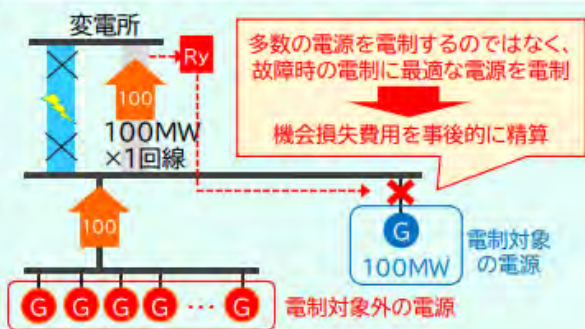 変電所
Ry
多数の電源を電制するのではなく、
故障時の電制に最適な電源を電制
機会損失費用を事後的に精算
100
100MW
×1回線
100
G
100MW
電制対象
の電源
G G G G G … G
電制対象外の電源